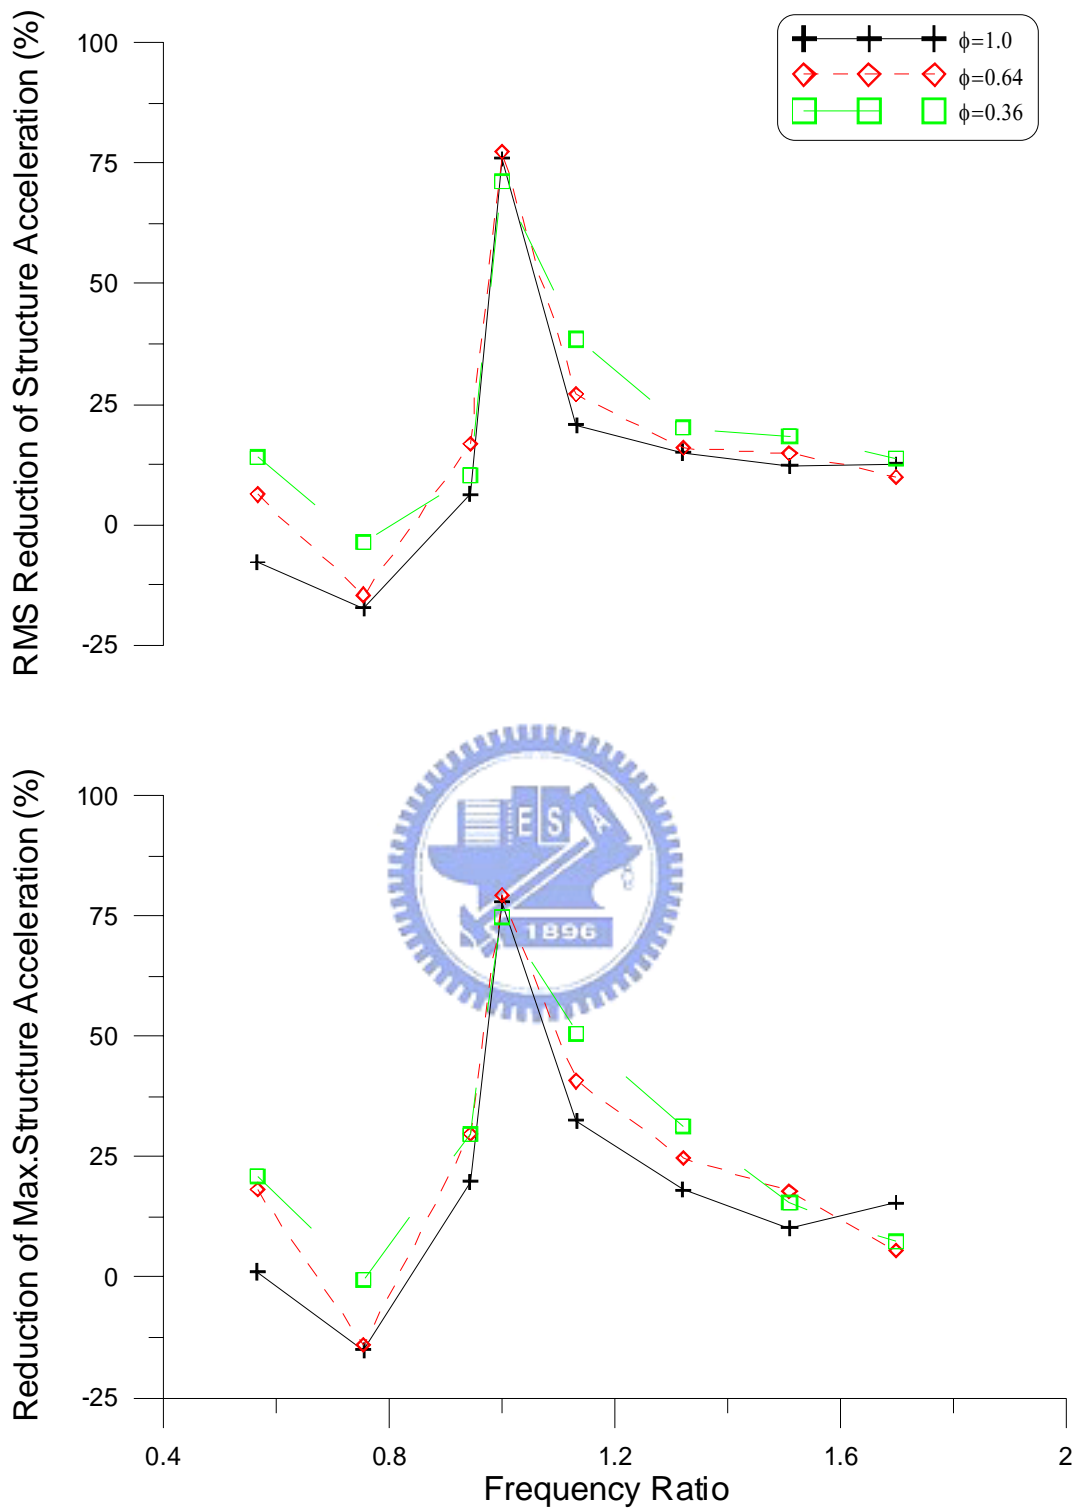 RMS Reduction of Structure Acceleration (%)
100
75
50
25
0
-25
ϕ=1.0
ϕ=0.64
ϕ=0.36
Reduction of Max.Structure Acceleration (%)
100
75
50
25
0
-25
E S A
1896
0.4 0.8 1.2 1.6 2
Frequency Ratio